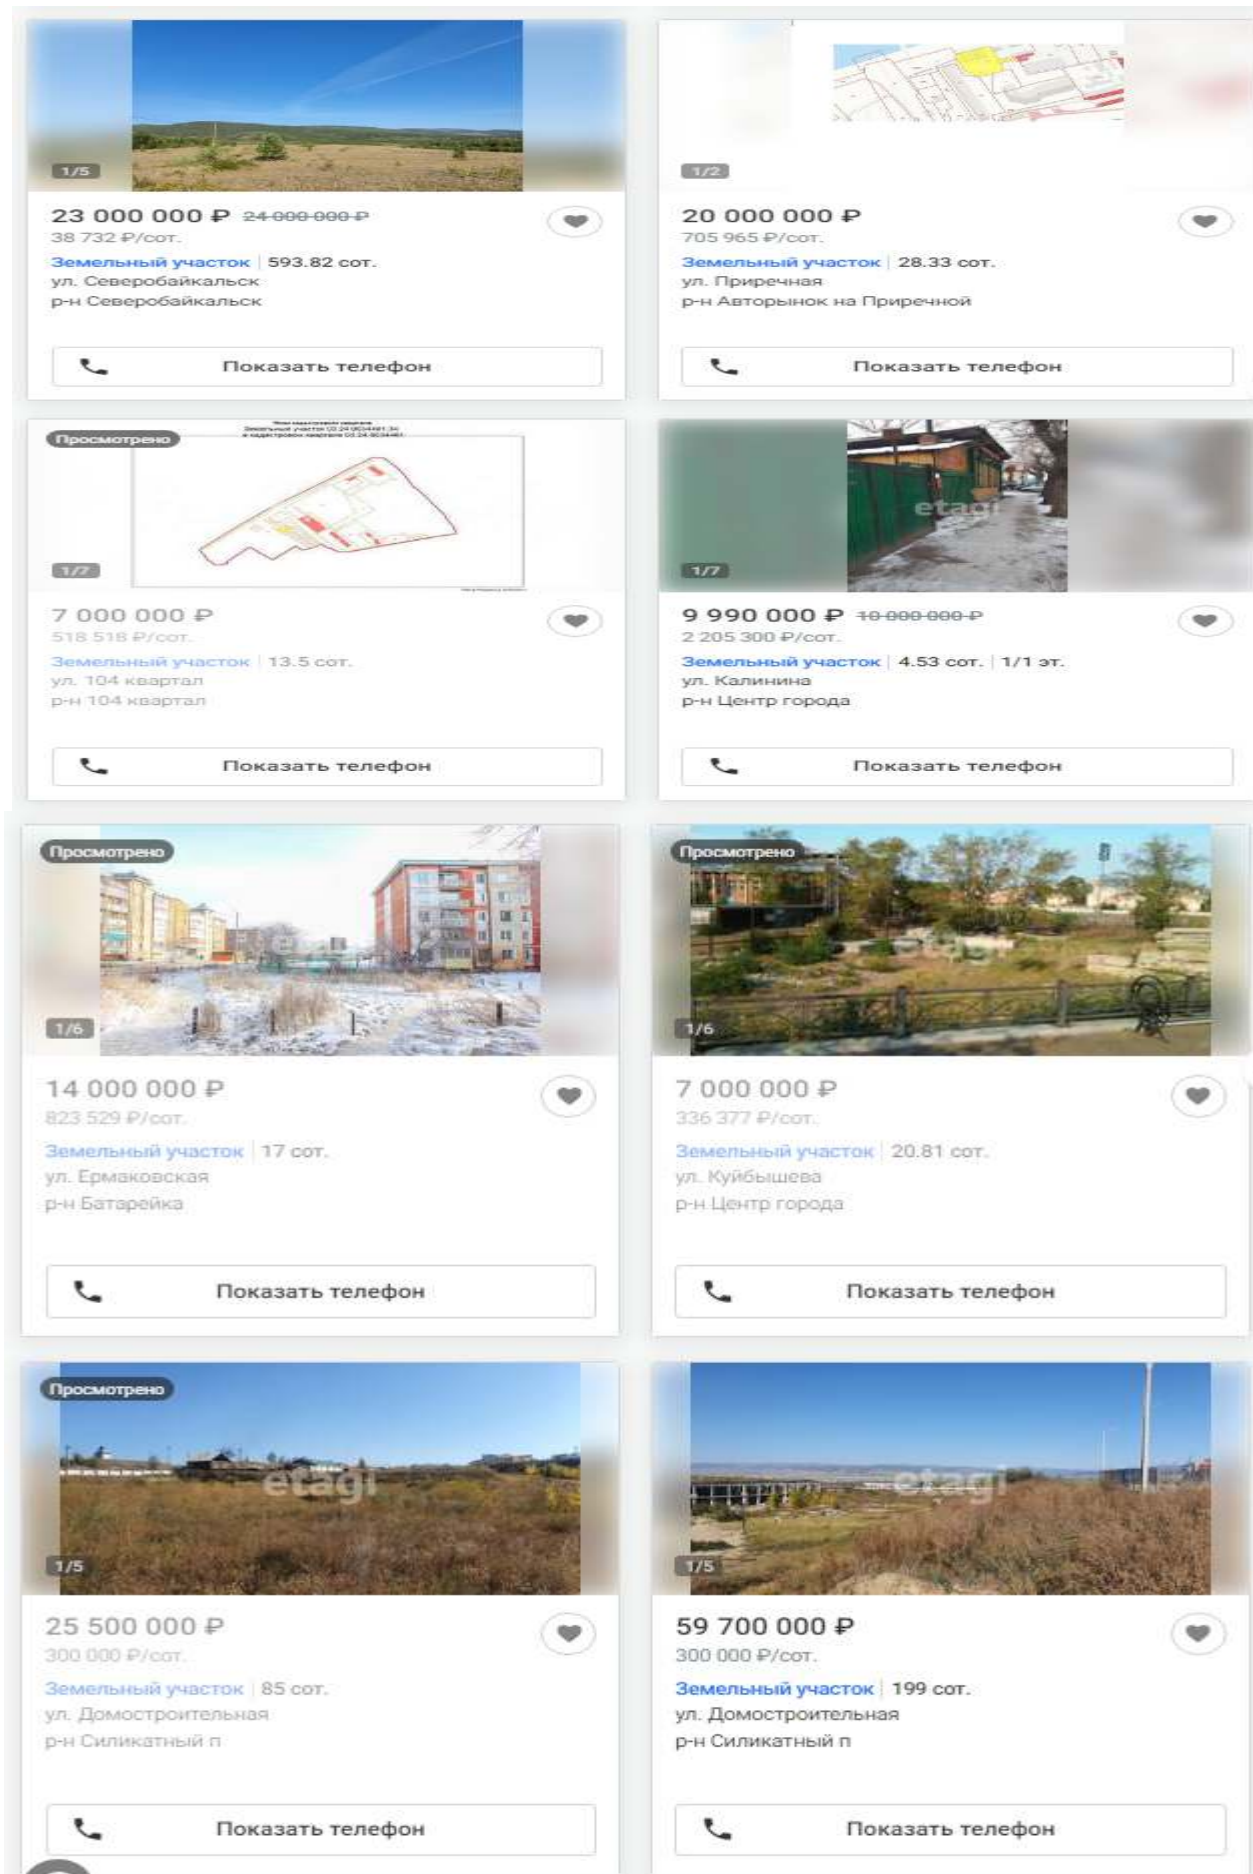 1/5
23 000 000 ₽ 24 000 000 ₽
38 732 ₽/сот.
Земельный участок | 593.82 сот.
ул. Северобайкальск
р-н Северобайкальск
Показать телефон
1/2
20 000 000 ₽
705 965 ₽/сот.
Земельный участок | 28.33 сот.
ул. Приречная
р-н Авторынок на Приречной
Показать телефон
Просмотрено
1/7
7 000 000 ₽
518 518 ₽/сот.
Земельный участок | 13.5 сот.
ул. 104 квартал
р-н 104 квартал
Показать телефон
etagi
1/7
9 990 000 ₽ 10 000 000 ₽
2 205 300 ₽/сот.
Земельный участок | 4.53 сот. | 1/1 эт.
ул. Калинина
р-н Центр города
Показать телефон
Просмотрено
1/6
14 000 000 ₽
823 529 ₽/сот.
Земельный участок | 17 сот.
ул. Ермаковская
р-н Батарейка
Показать телефон
Просмотрено
1/6
7 000 000 ₽
336 377 ₽/сот.
Земельный участок | 20.81 сот.
ул. Куйбышева
р-н Центр города
Показать телефон
Просмотрено
etagi
1/5
25 500 000 ₽
300 000 ₽/сот.
Земельный участок | 85 сот.
ул. Домостроительная
р-н Силикатный п
Показать телефон
etagi
1/5
59 700 000 ₽
300 000 ₽/сот.
Земельный участок | 199 сот.
ул. Домостроительная
р-н Силикатный п
Показать телефон